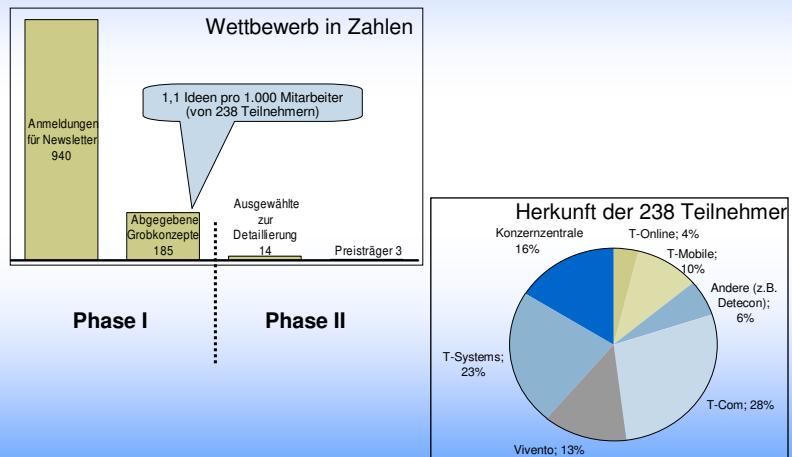 Wettbewerb in Zahlen
1,1 Ideen pro 1.000 Mitarbeiter
(von 238 Teilnehmern)
Anmeldungen
für Newsletter
940
Abgegebene
Grobkonzepte
185
Ausgewählte
zur
Detaillierung
14
Preisträger 3
Phase I
Phase II
Herkunft der 238 Teilnehmer
Konzernzentrale
16%
T-Online; 4%
T-Mobile;
10%
Andere (z.B.
Detecon);
6%
T-Systems;
23%
T-Com; 28%
Vivento; 13%